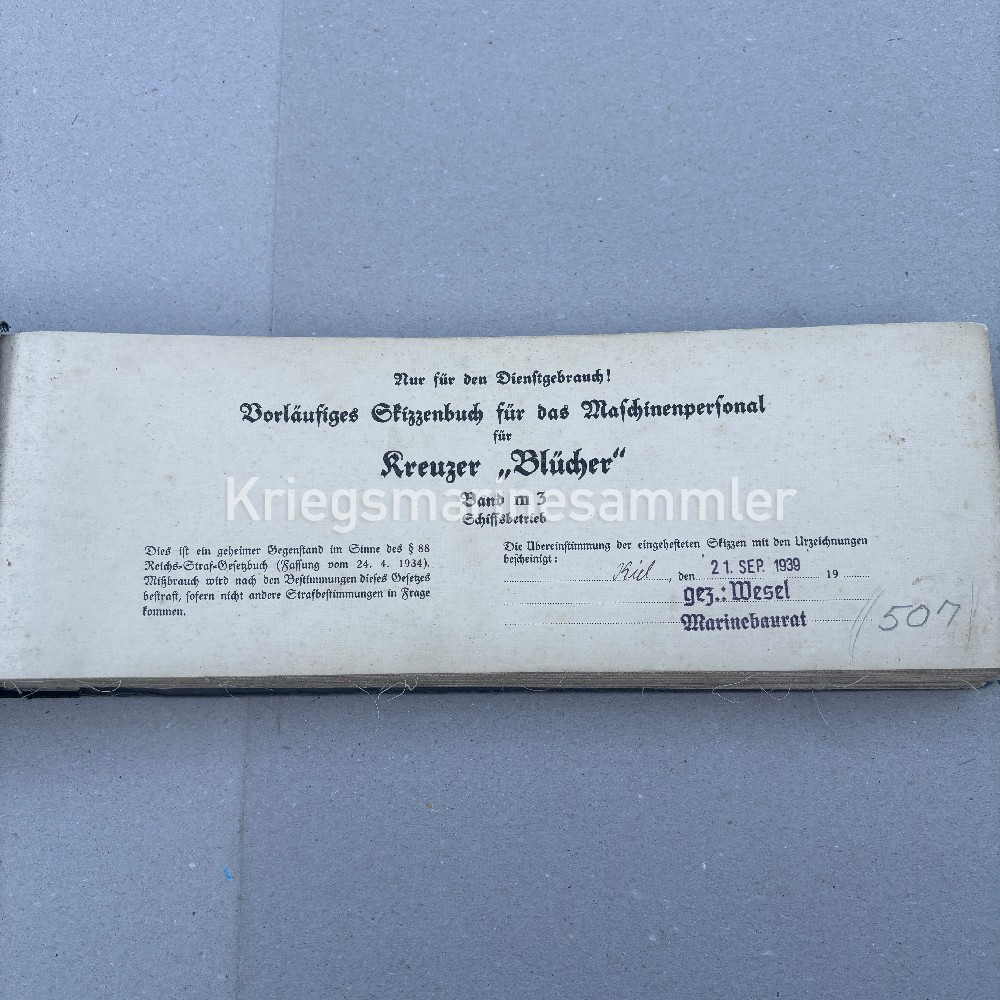 Nur für den Dienstgebrauch!
Vorläufiges Skizzenbuch für das Maschinenpersonal
für
Kreuzer „Blücher“
Kriegsmarinesammler
Band m 3
Schiffsbetrieb
Dies ist ein geheimer Gegenstand im Sinne des § 88
Reichs-Straf-Gesetzbuch (Fassung vom 24. 4. 1934).
Mißbrauch wird nach den Bestimmungen dieses Gesetzes
bestraft, sofern nicht andere Strafbestimmungen in Frage
kommen.
Die Übereinstimmung der eingehefteten Skizzen mit den Urzeichnungen
bescheinigt:
Kiel, den 21. SEP. 1939 19
gez.: Wesel
Marinebaurat
(507)